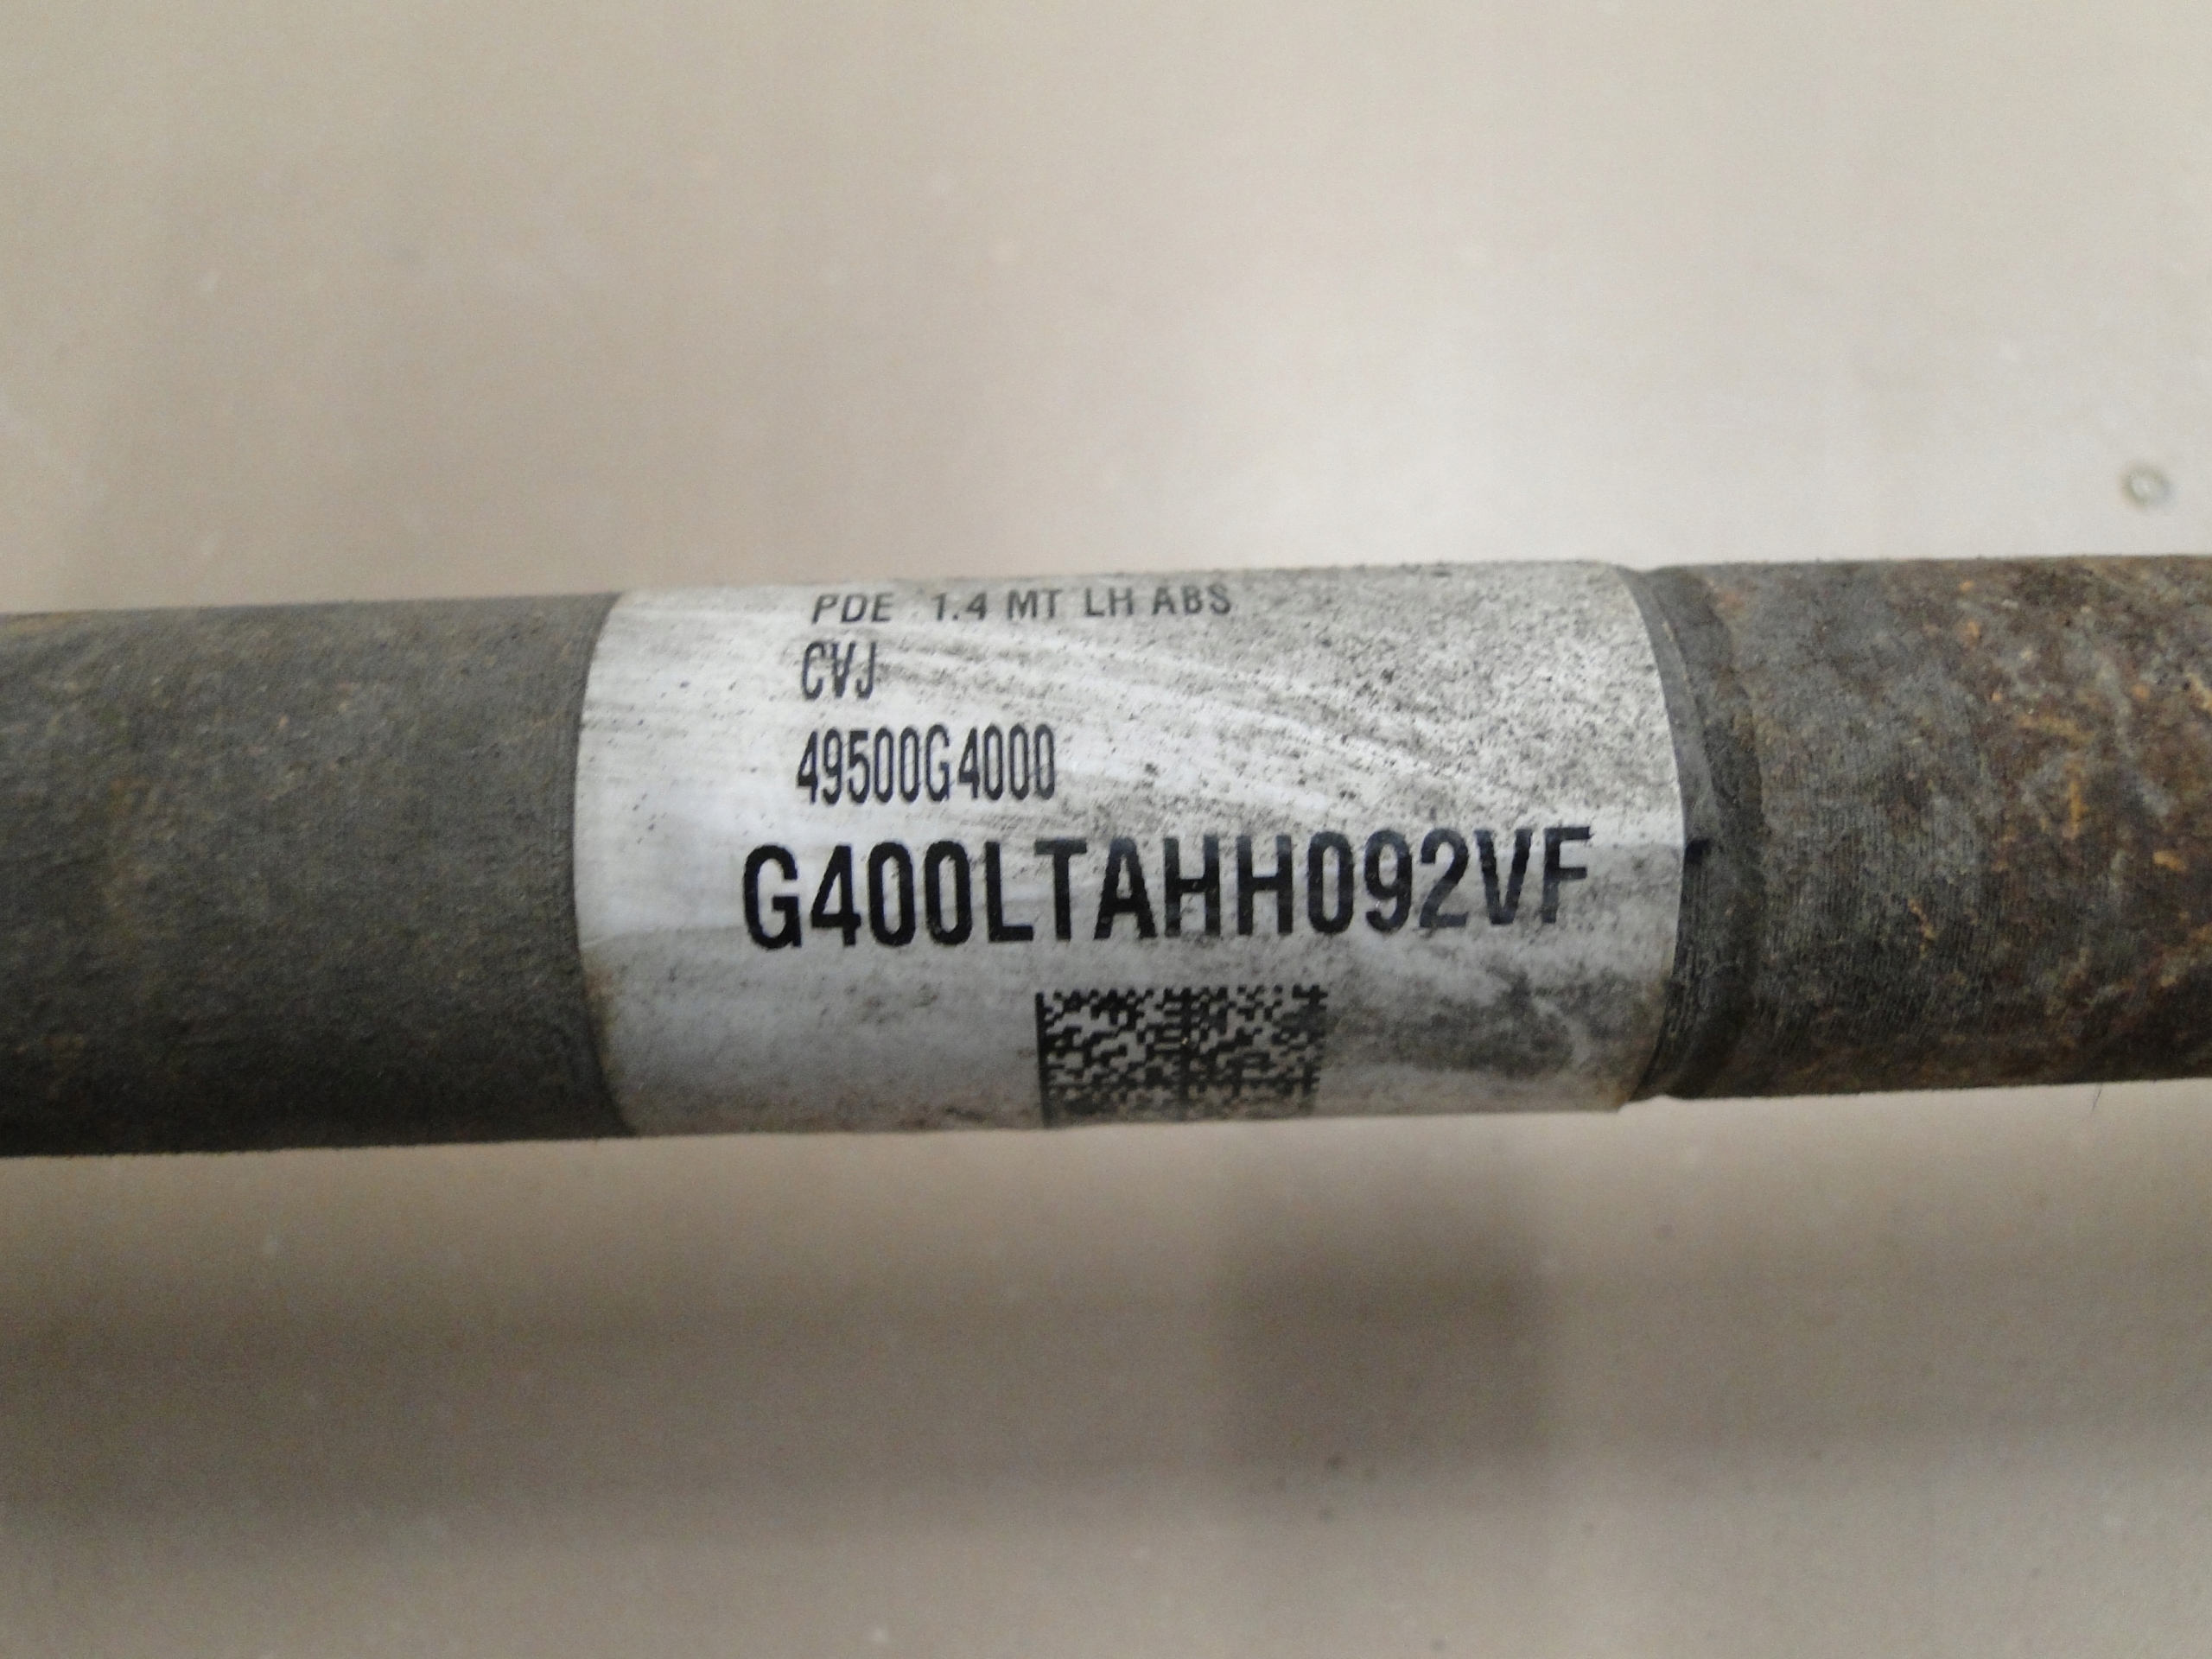 PDE 1.4 MT LH ABS
CVJ
49500G4000
G400LTAHH092VF